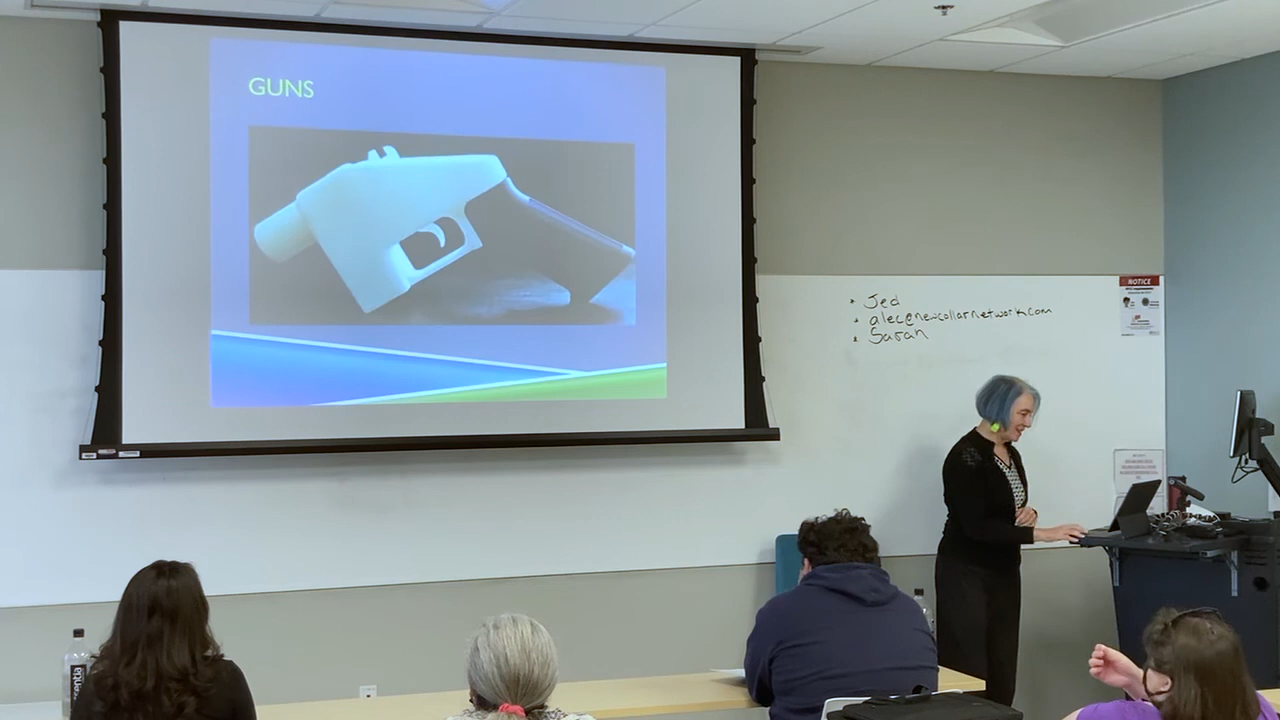 GUNS
• Jed
• alec@newcollarnetwork.com
• Sarah
NOTICE